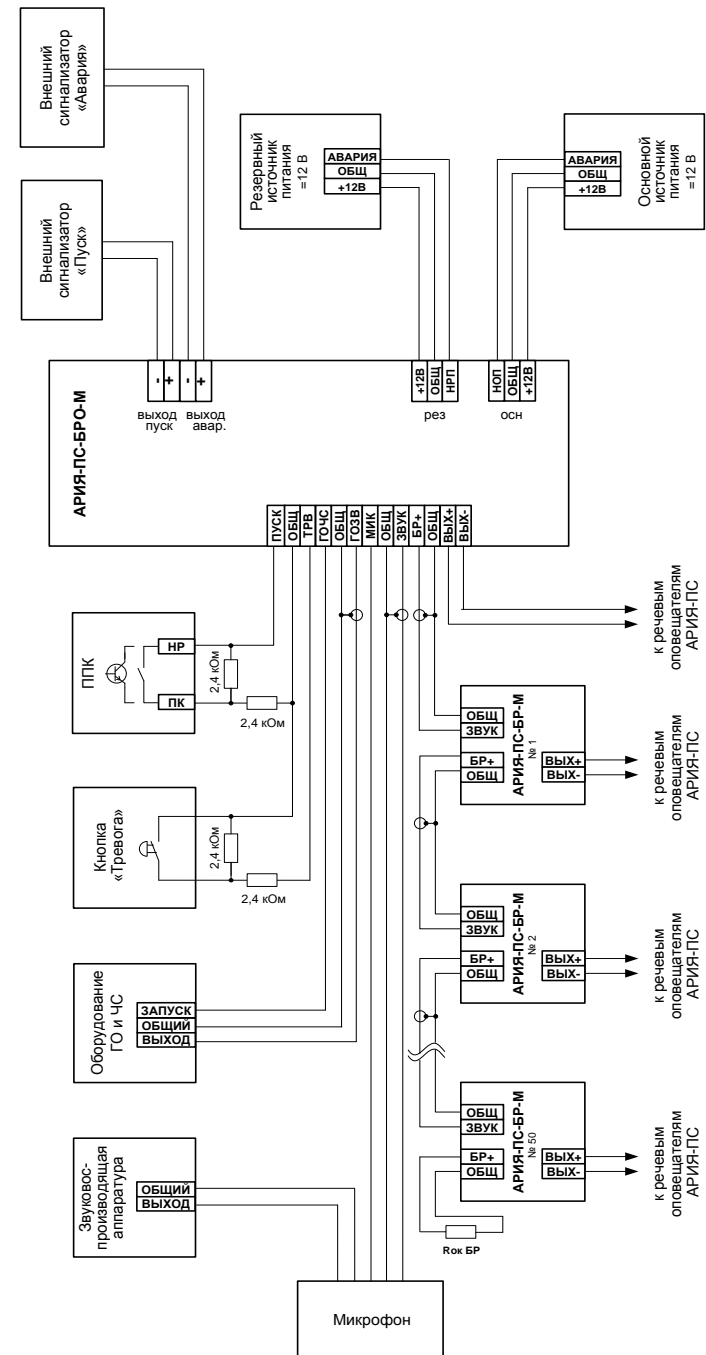 Внешний
сигнализатор
«Авария»
Внешний
сигнализатор
«Пуск»
Резервный
источник
питания
=12 В
АВАРИЯ
ОБЩ
+12В
Основной
источник
питания
=12 В
АВАРИЯ
ОБЩ
+12В
АРИЯ-ПС-БРО-М
-
+
-
+
выход
пуск
выход
авар.
+12В
ОБЩ
НРП
рез
НОП
ОБЩ
+12В
осн
ПУСК
ОБЩ
ТРВ
ГОЧС
ОБЩ
ГОЗВ
МИК
ОБЩ
ЗВУК
БР+
ОБЩ
ВЫХ+
ВЫХ-
ППК
НР
ПК
2,4 кОм
2,4 кОм
к речевым
оповещателям
АРИЯ-ПС
ОБЩ
ЗВУК
БР+
ОБЩ
АРИЯ-ПС-БР-М
№ 1
ВЫХ+
ВЫХ-
к речевым
оповещателям
АРИЯ-ПС
Кнопка
«Тревога»
2,4 кОм
2,4 кОм
ОБЩ
ЗВУК
БР+
ОБЩ
АРИЯ-ПС-БР-М
№ 2
ВЫХ+
ВЫХ-
к речевым
оповещателям
АРИЯ-ПС
Оборудование
ГО и ЧС
ЗАПУСК
ОБЩИЙ
ВЫХОД
ОБЩ
ЗВУК
БР+
ОБЩ
АРИЯ-ПС-БР-М
№ 50
ВЫХ+
ВЫХ-
к речевым
оповещателям
АРИЯ-ПС
Звуковос-
производящая
аппаратура
ОБЩИЙ
ВЫХОД
Rок БР
Микрофон